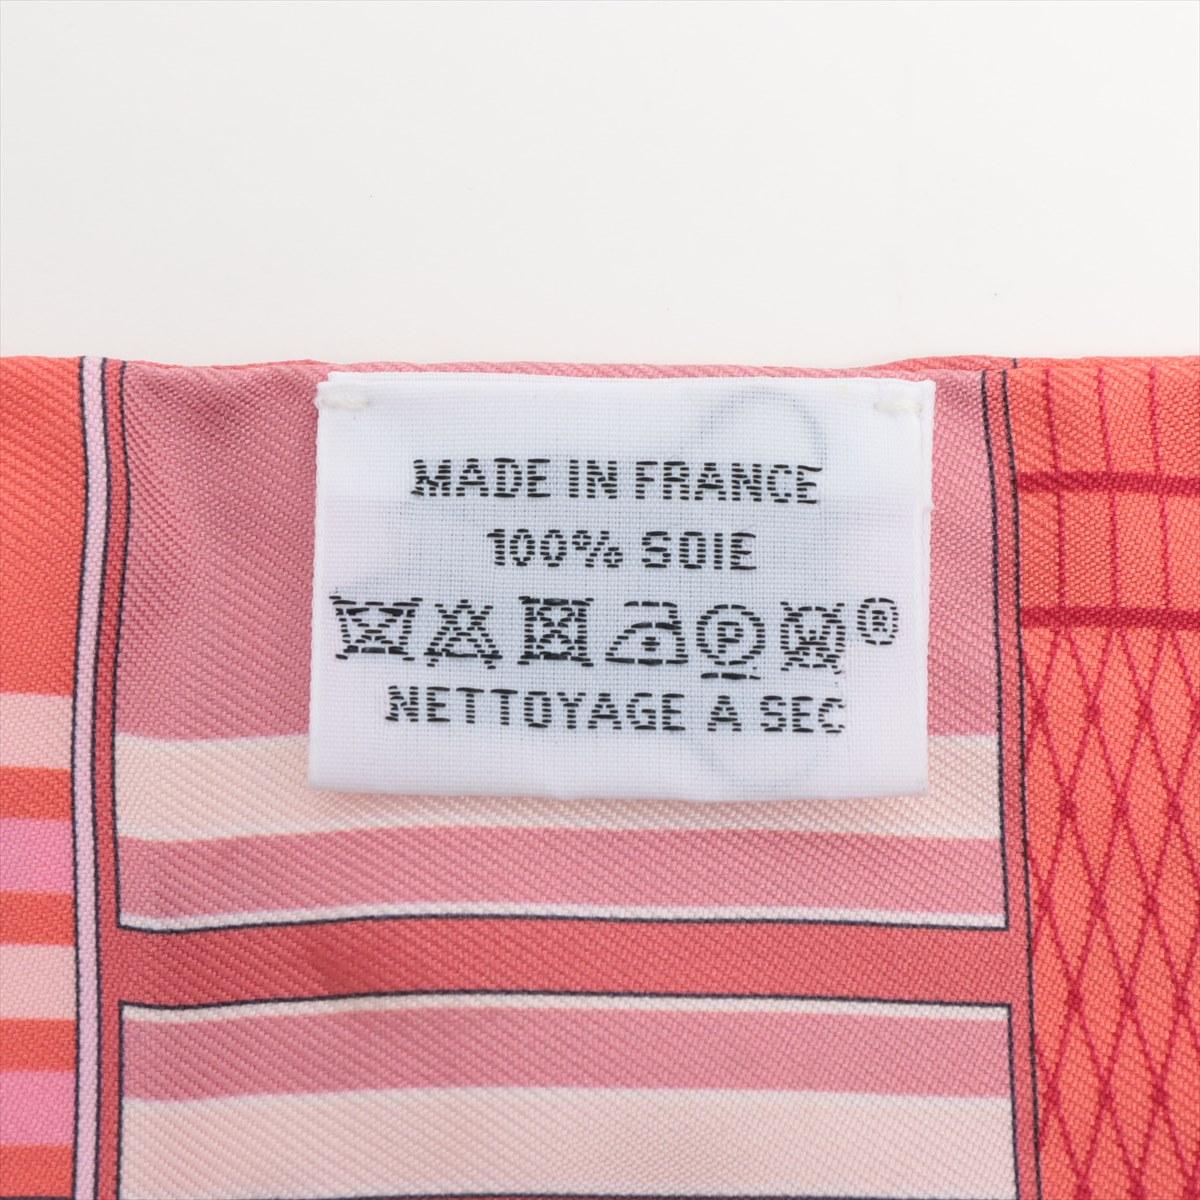 MADE IN FRANCE
100% SOIE
P ®
NETTOYAGE A SEC